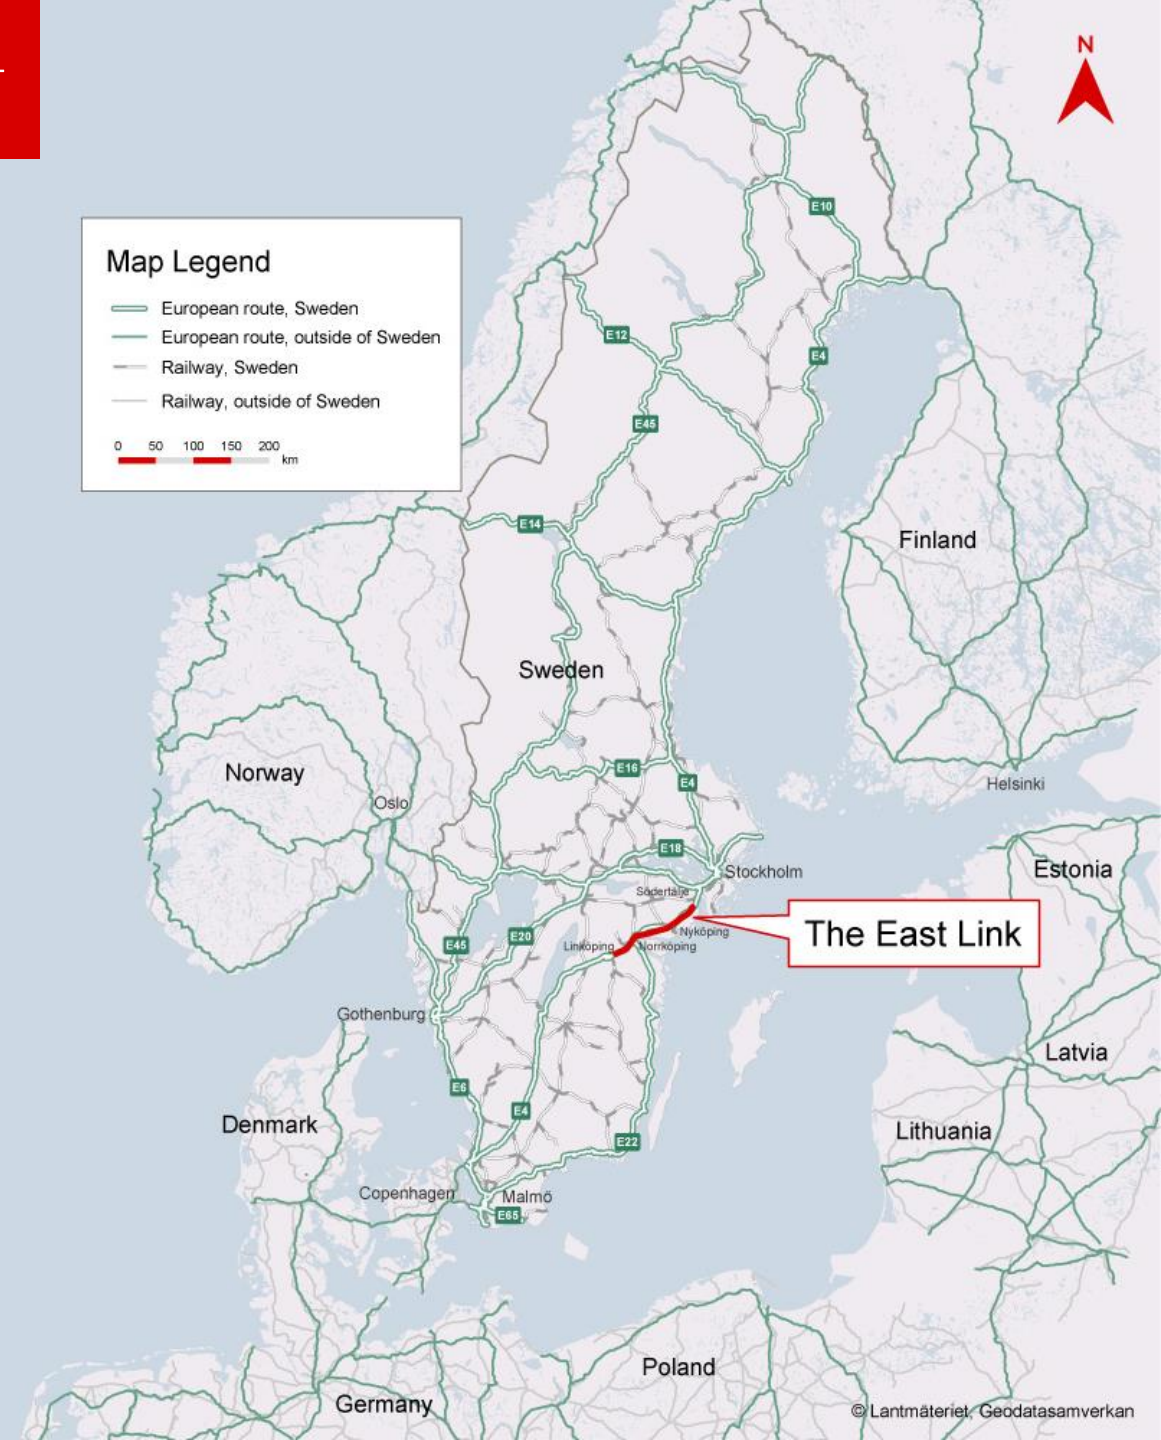 N
E10
Map Legend
European route, Sweden
European route, outside of Sweden
Railway, Sweden
Railway, outside of Sweden
0 50 100 150 200
km
E12
E4
E45
E14
Finland
Sweden
E16
Norway
E4
Helsinki
Oslo
E18
Stockholm
Estonia
Södertälje
The East Link
Nyköping
E20
E45
Linköping
Norrköping
Gothenburg
Latvia
E6
E4
Denmark
Lithuania
E22
Copenhagen
Malmö
E65
Poland
Germany
© Lantmäteriet, Geodatasamverkan